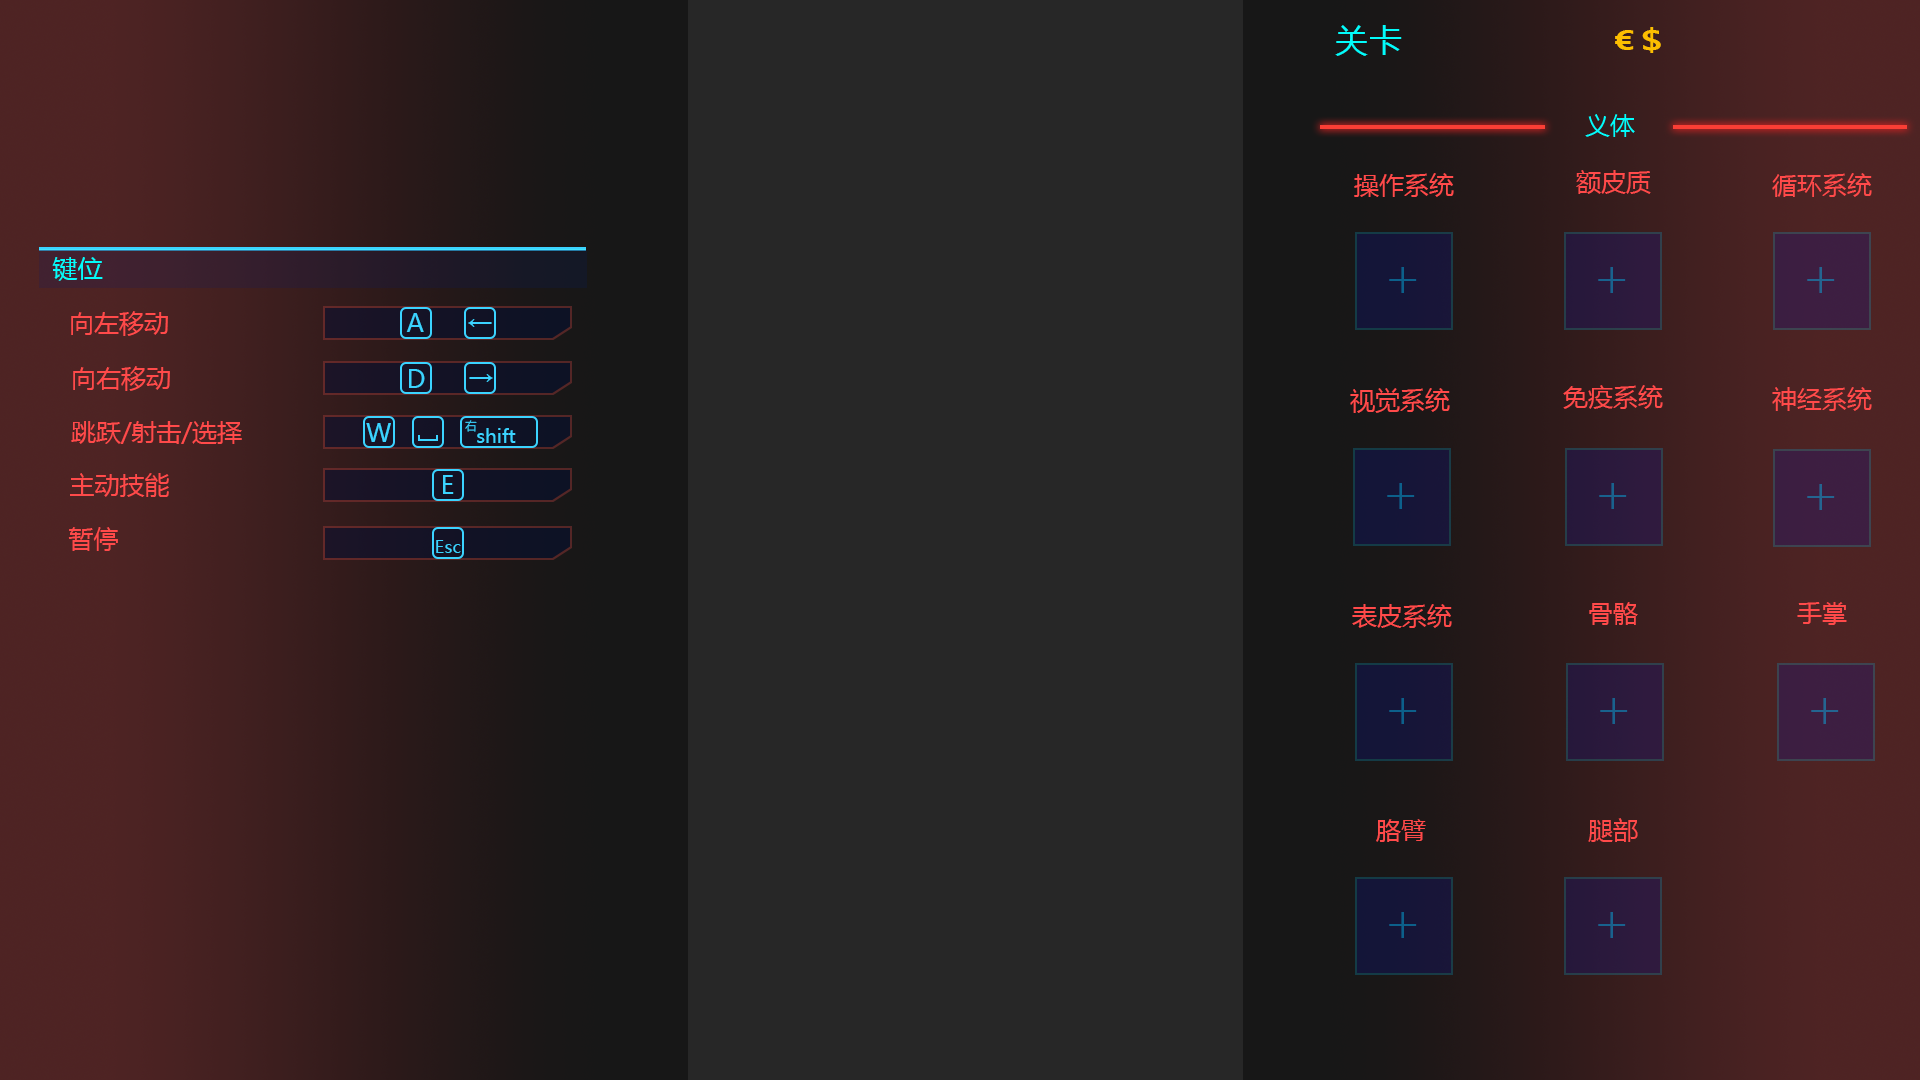 键位
向左移动 A ←
向右移动 D →
跳跃/射击/选择 W 右shift
主动技能 E
暂停 Esc
关卡 €$
义体
操作系统 额皮质 循环系统
+ + +
视觉系统 免疫系统 神经系统
+ + +
表皮系统 骨骼 手掌
+ + +
胳臂 腿部
+ +